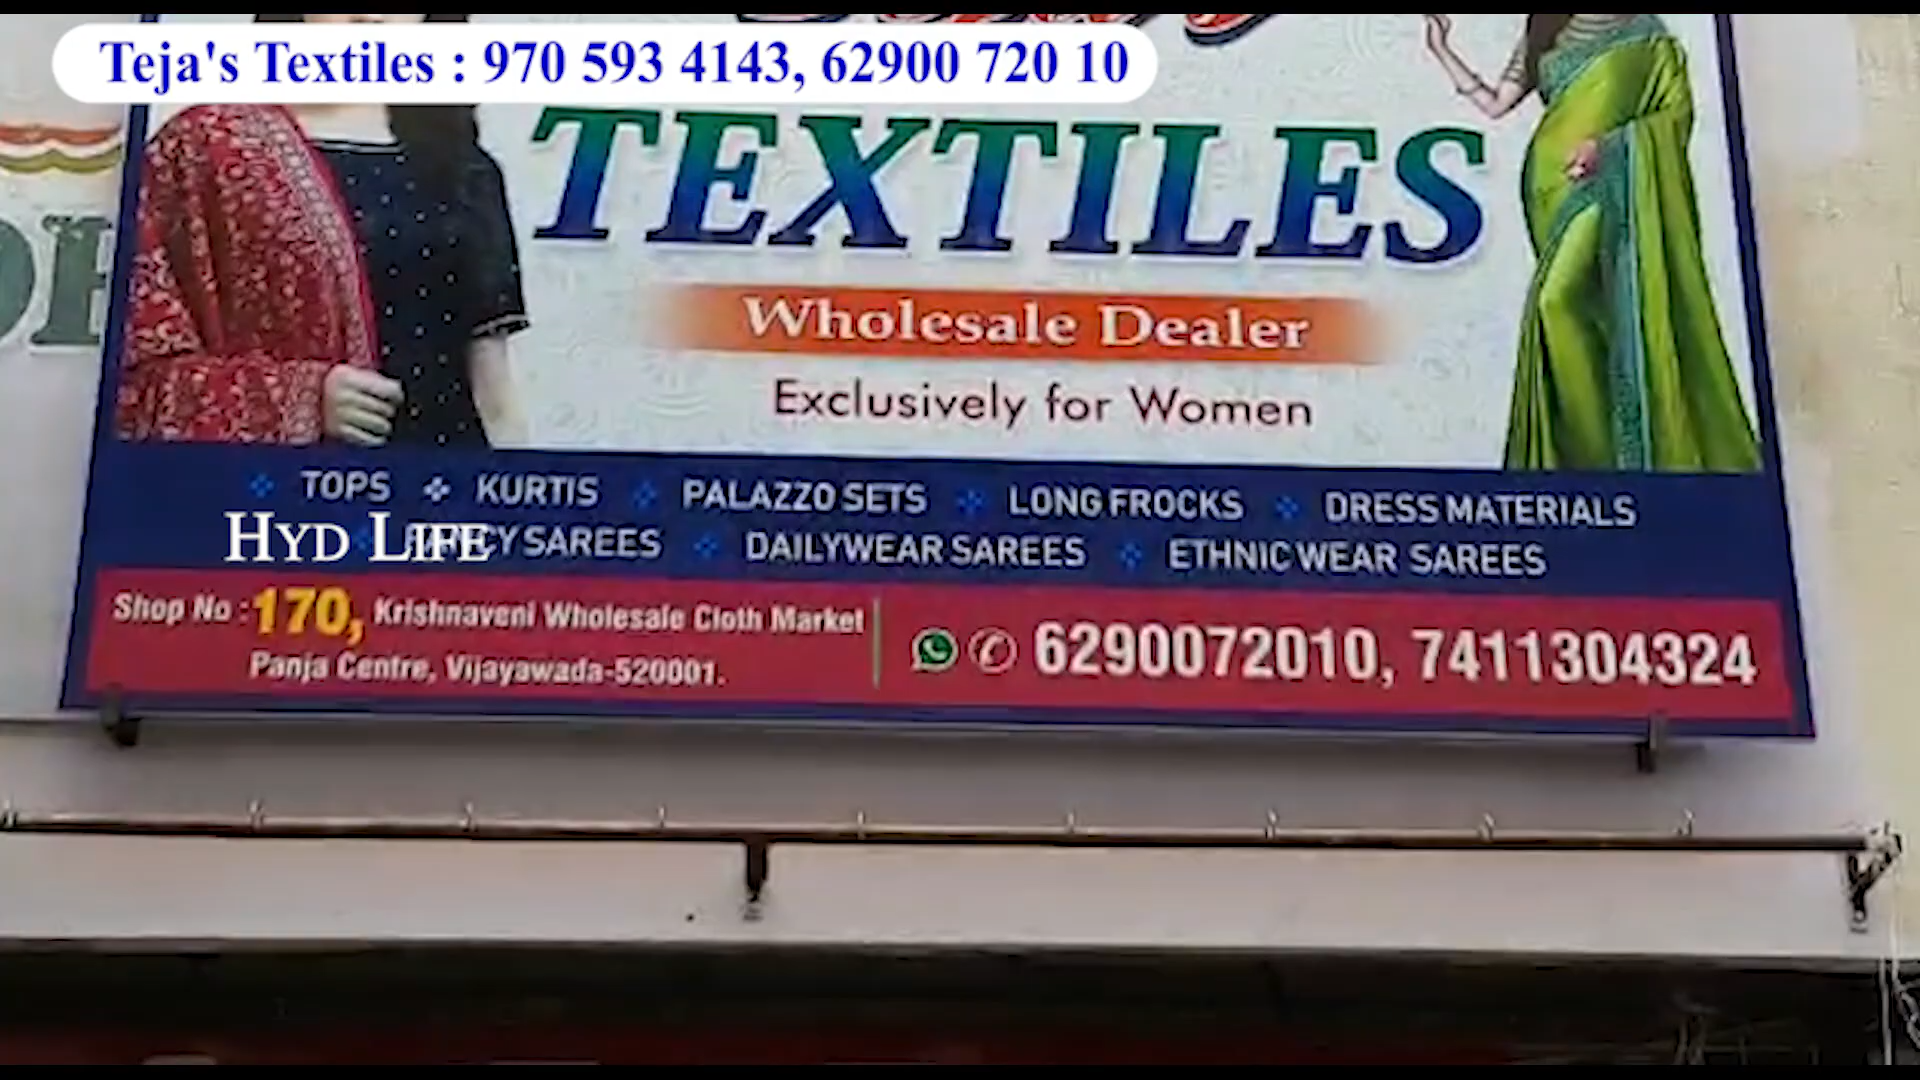 Teja's Textiles : 970 593 4143, 62900 720 10
TEXTILES
Wholesale Dealer
Exclusively for Women
TOPS KURTIS PALAZZO SETS LONG FROCKS DRESS MATERIALS
SAREES DAILYWEAR SAREES ETHNIC WEAR SAREES
HYD LIFE
Shop No : 170, Krishnaveni Wholesale Cloth Market
Panja Centre, Vijayawada-520001.
6290072010, 7411304324